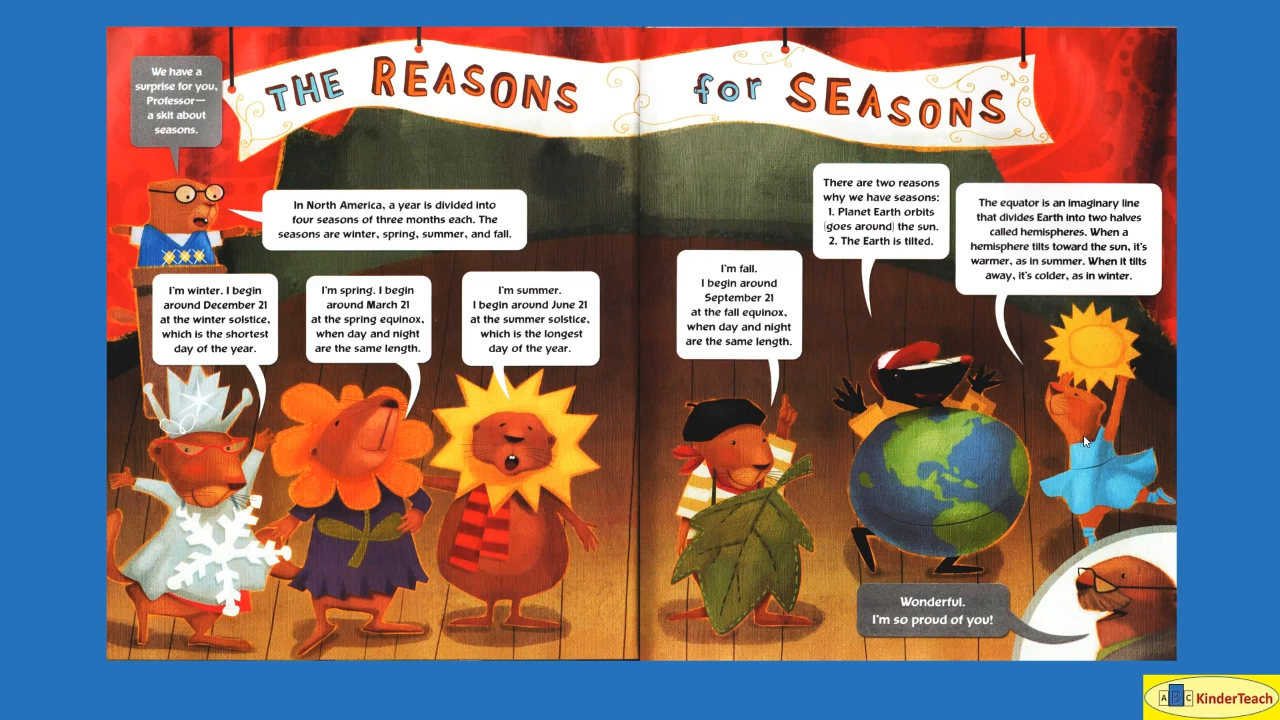 THE REASONS for SEASONS
We have a
surprise for you,
Professor—
a skit about
seasons.
In North America, a year is divided into
four seasons of three months each. The
seasons are winter, spring, summer, and fall.
I'm winter. I begin
around December 21
at the winter solstice,
which is the shortest
day of the year.
I'm spring. I begin
around March 21
at the spring equinox,
when day and night
are the same length.
I'm summer.
I begin around June 21
at the summer solstice,
which is the longest
day of the year.
I'm fall.
I begin around
September 21
at the fall equinox,
when day and night
are the same length.
There are two reasons
why we have seasons:
1. Planet Earth orbits
(goes around) the sun.
2. The Earth is tilted.
The equator is an imaginary line
that divides Earth into two halves
called hemispheres. When a
hemisphere tilts toward the sun, it's
warmer, as in summer. When it tilts
away, it's colder, as in winter.
Wonderful.
I'm so proud of you!
ABC KinderTeach